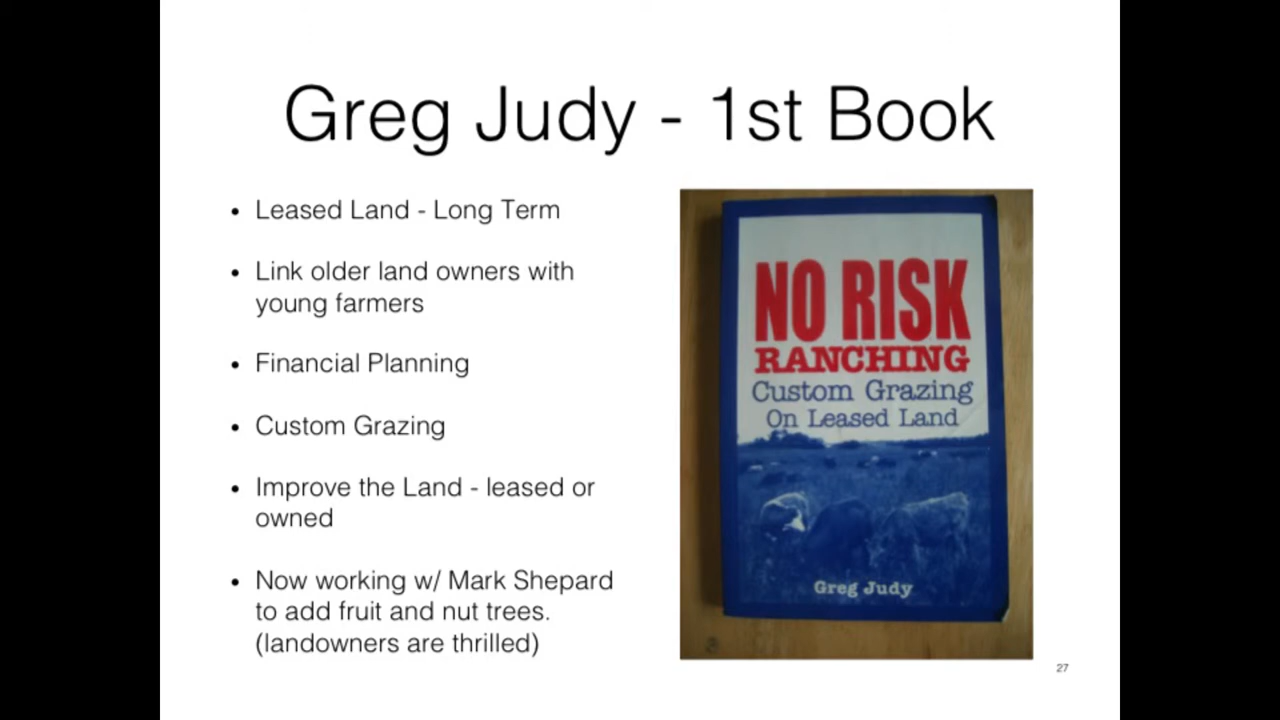 Greg Judy - 1st Book
• Leased Land - Long Term
• Link older land owners with
young farmers
• Financial Planning
• Custom Grazing
• Improve the Land - leased or
owned
• Now working w/ Mark Shepard
to add fruit and nut trees.
(landowners are thrilled)
NO RISK
RANCHING
Custom Grazing
On Leased Land
Greg Judy
27